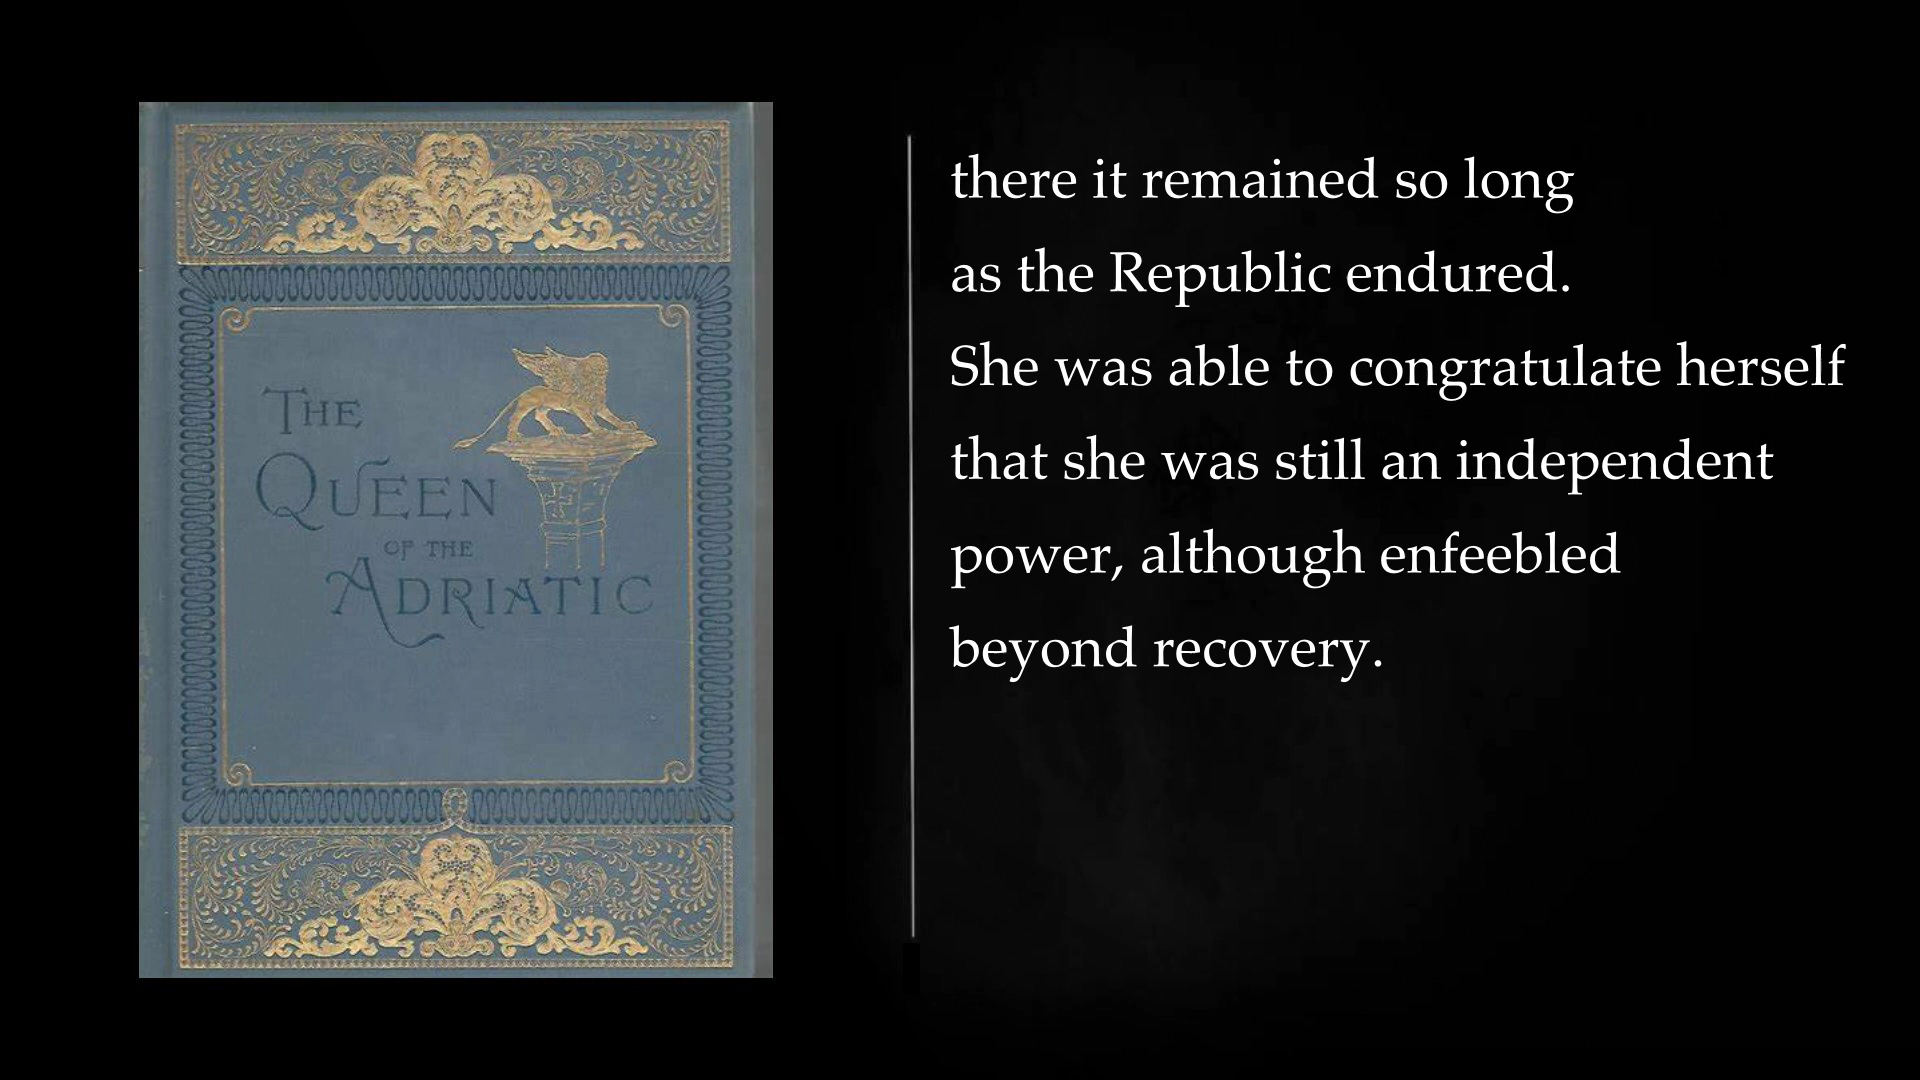 THE
QUEEN
OF THE
ADRIATIC
there it remained so long
as the Republic endured.
She was able to congratulate herself
that she was still an independent
power, although enfeebled
beyond recovery.